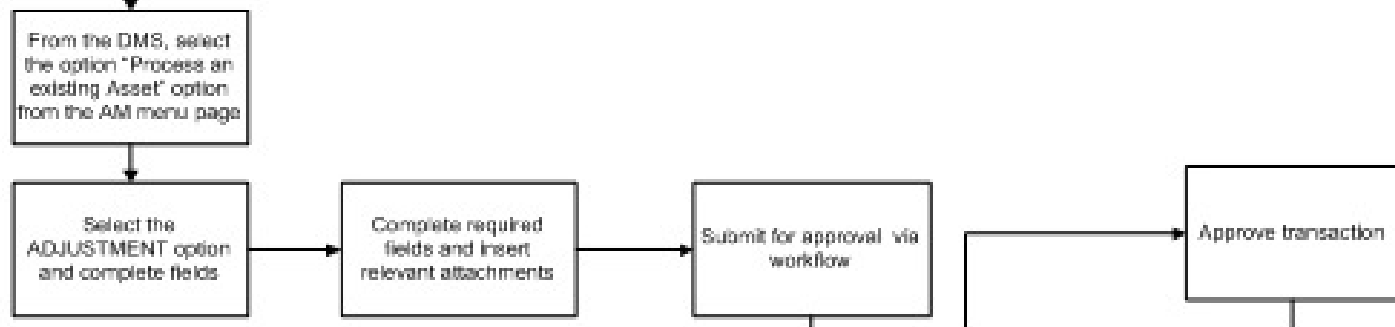 From the DMS, select
the option "Process an
existing Asset" option
from the AM menu page
Select the
ADJUSTMENT option
and complete fields
Complete required
fields and insert
relevant attachments
Submit for approval via
workflow
Approve transaction